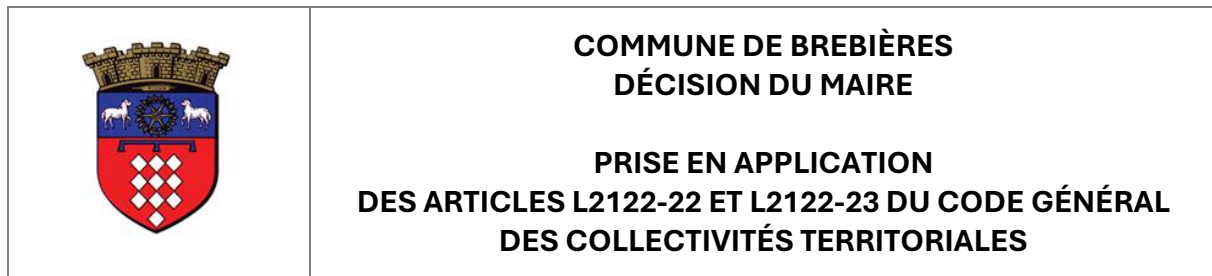 COMMUNE DE BREBIÈRES
DÉCISION DU MAIRE
PRISE EN APPLICATION
DES ARTICLES L2122-22 ET L2122-23 DU CODE GÉNÉRAL
DES COLLECTIVITÉS TERRITORIALES